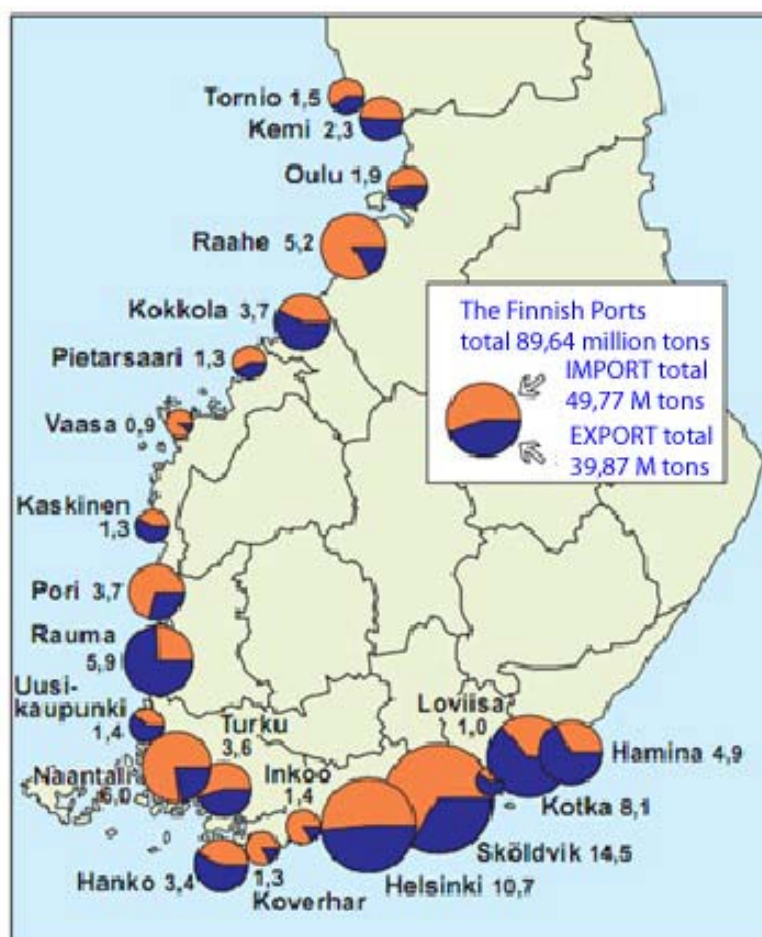 Tornio 1,5
Kemi 2,3
Oulu 1,9
Raahe 5,2
Kokkola 3,7
Pietarsaari 1,3
Vaasa 0,9
Kaskinen
1,3
Pori 3,7
Rauma
5,9
Uusi-
kaupunki
1,4
Naantali
6,0
Turku
3,6
Hanko 3,4
1,3
Koverhar
Inkoo
1,4
Helsinki 10,7
Sköldvik 14,5
Loviisa
1,0
Kotka 8,1
Hamina 4,9
The Finnish Ports
total 89,64 million tons
IMPORT total
49,77 M tons
EXPORT total
39,87 M tons